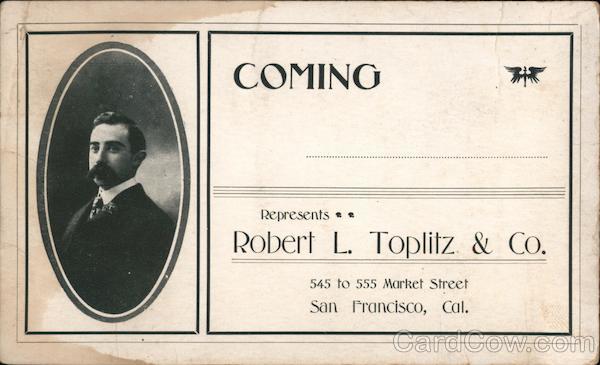 COMING
Represents
Robert L. Toplitz & Co.
545 to 555 Market Street
San Francisco, Cal.
CardCow.com